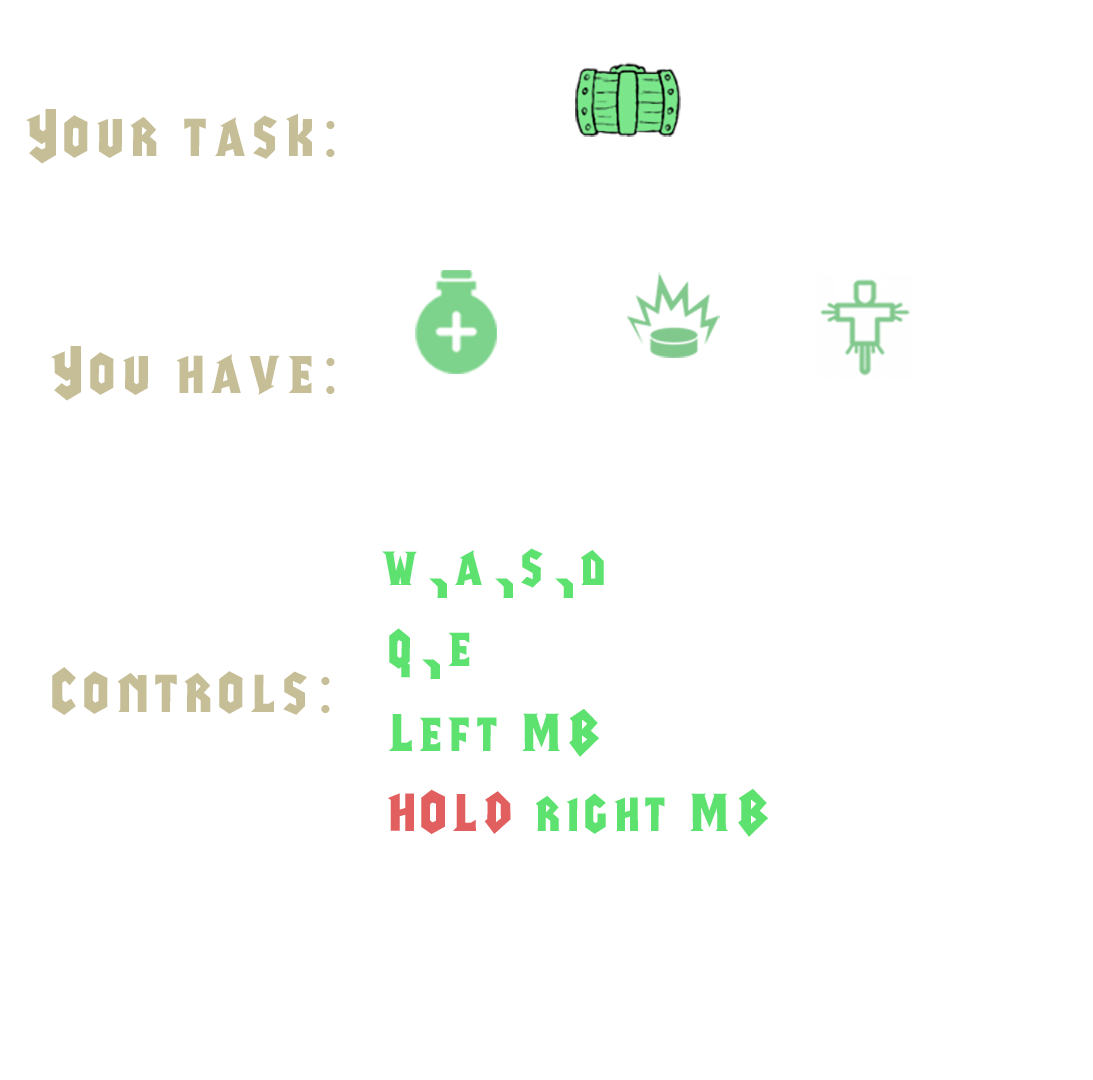 Your task:
You have:
W,A,S,D
Q,E
Controls:
Left MB
HOLD right MB